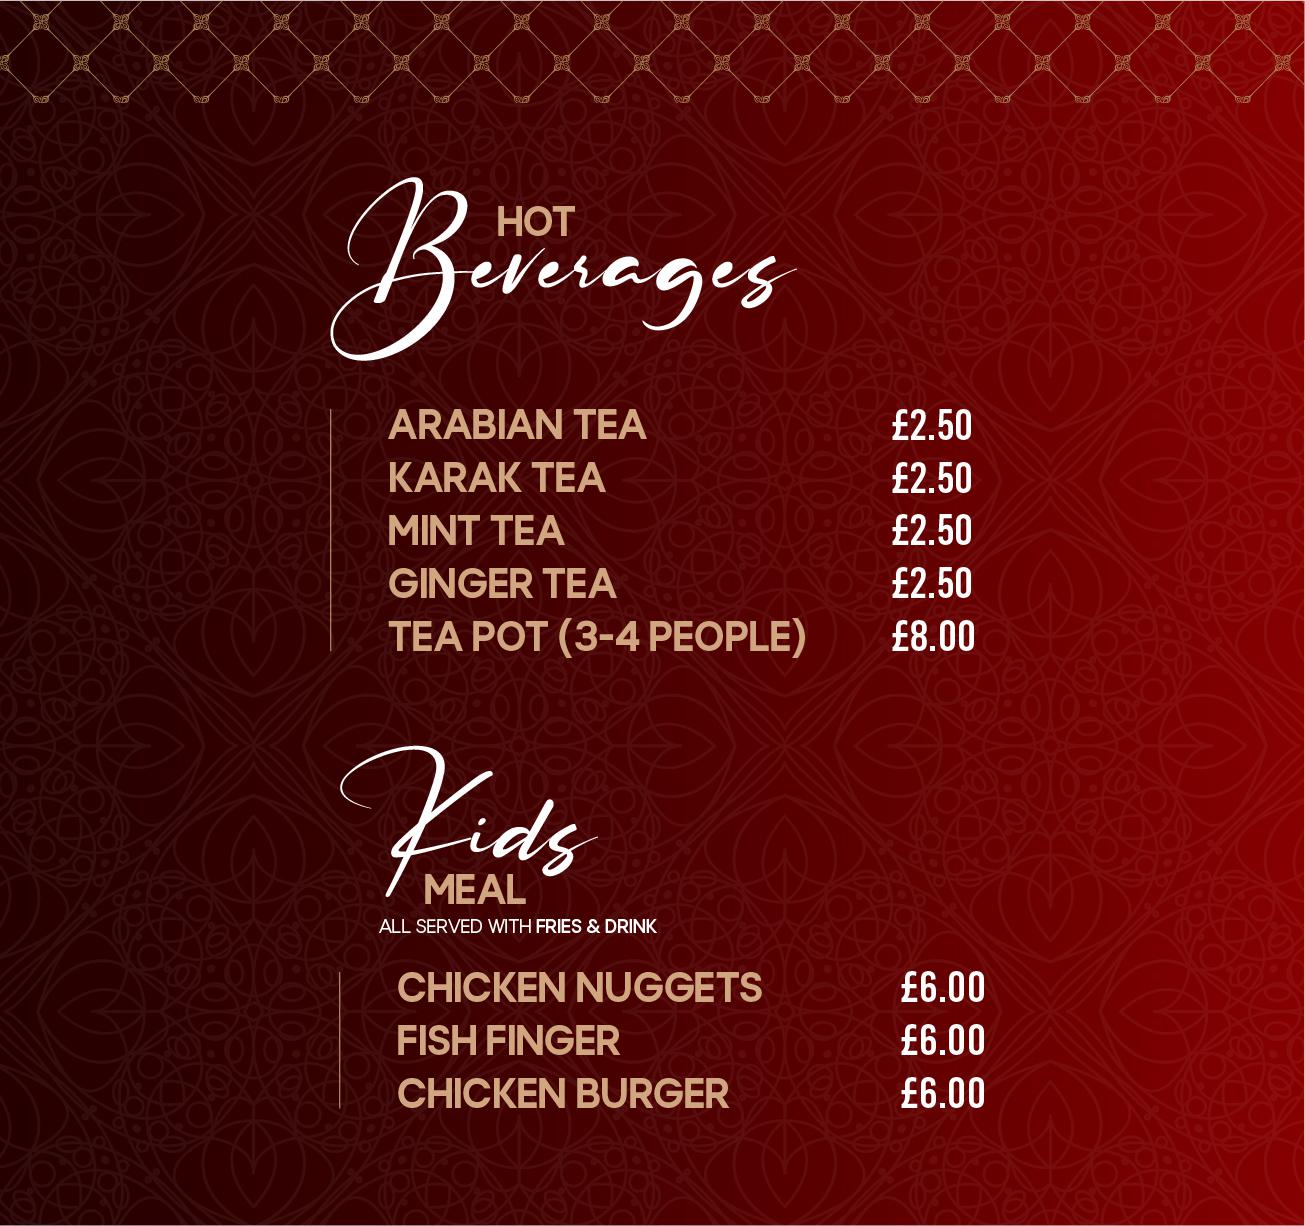 HOT
Beverages
ARABIAN TEA £2.50
KARAK TEA £2.50
MINT TEA £2.50
GINGER TEA £2.50
TEA POT (3-4 PEOPLE) £8.00
Kids
MEAL
ALL SERVED WITH FRIES & DRINK
CHICKEN NUGGETS £6.00
FISH FINGER £6.00
CHICKEN BURGER £6.00